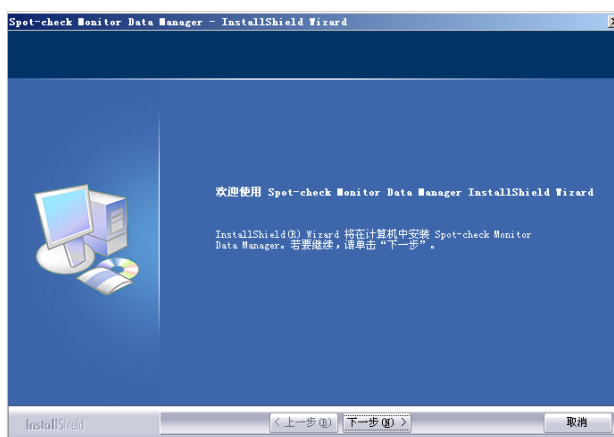 Spot-check Monitor Data Manager - InstallShield Wizard
欢迎使用 Spot-check Monitor Data Manager InstallShield Wizard
InstallShield(R) Wizard 将在计算机中安装 Spot-check Monitor
Data Manager。若要继续，请单击“下一步”。
InstallShield
< 上一步(B) 下一步(N) > 取消